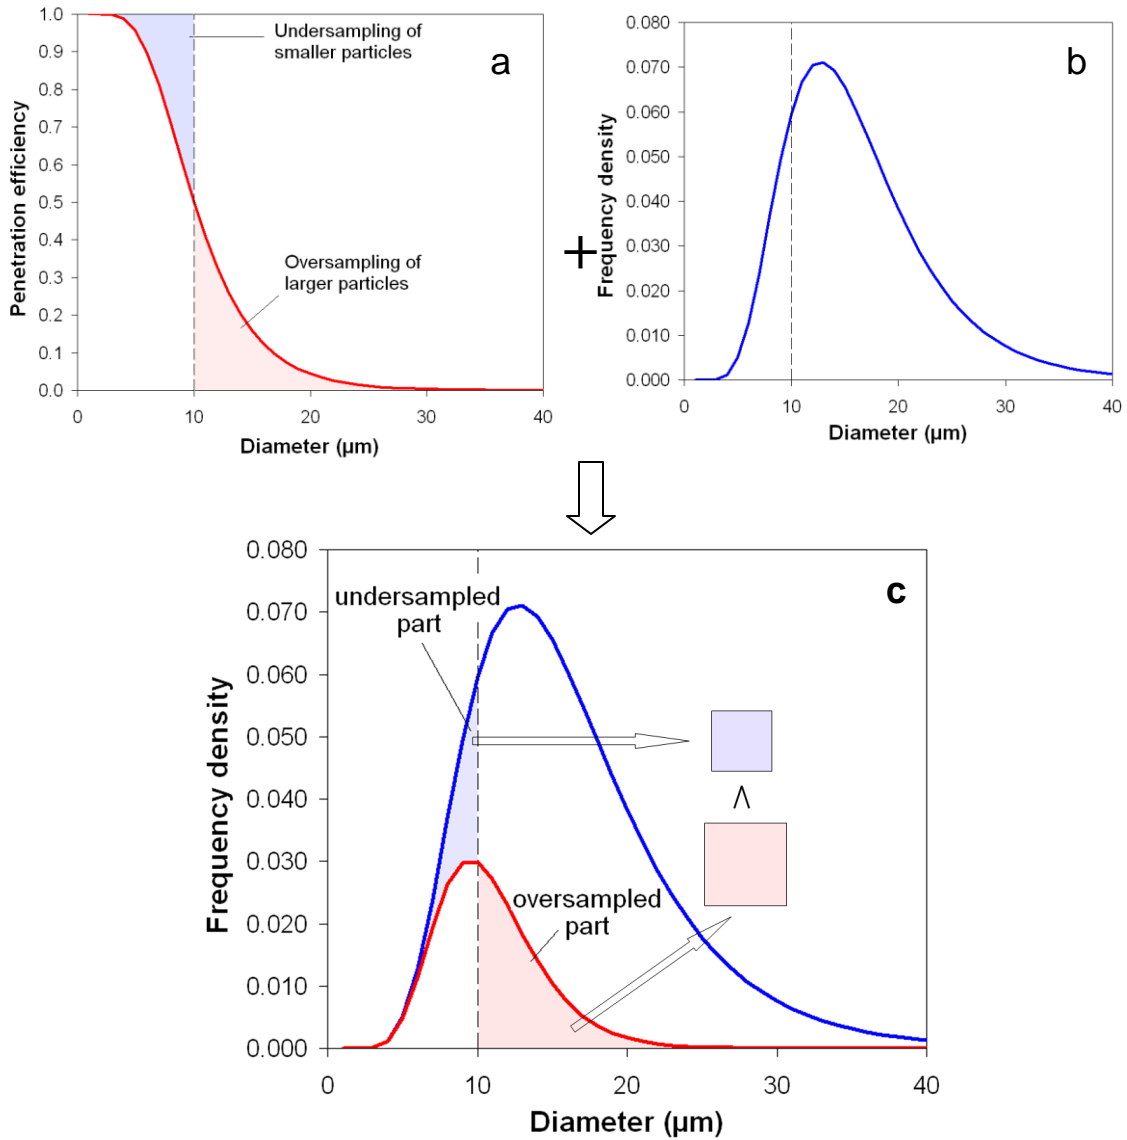 1.0
0.9
0.8
0.7
0.6
0.5
0.4
0.3
0.2
0.1
0.0
Penetration efficiency
Undersampling of
smaller particles
a
Oversampling of
larger particles
0
10
20
30
40
Diameter (µm)
+
0.080
0.070
0.060
0.050
0.040
0.030
0.020
0.010
0.000
Frequency density
b
0
10
20
30
40
Diameter (µm)
0.080
0.070
0.060
0.050
0.040
0.030
0.020
0.010
0.000
Frequency density
c
undersampled
part
<
oversampled
part
0
10
20
30
40
Diameter (µm)